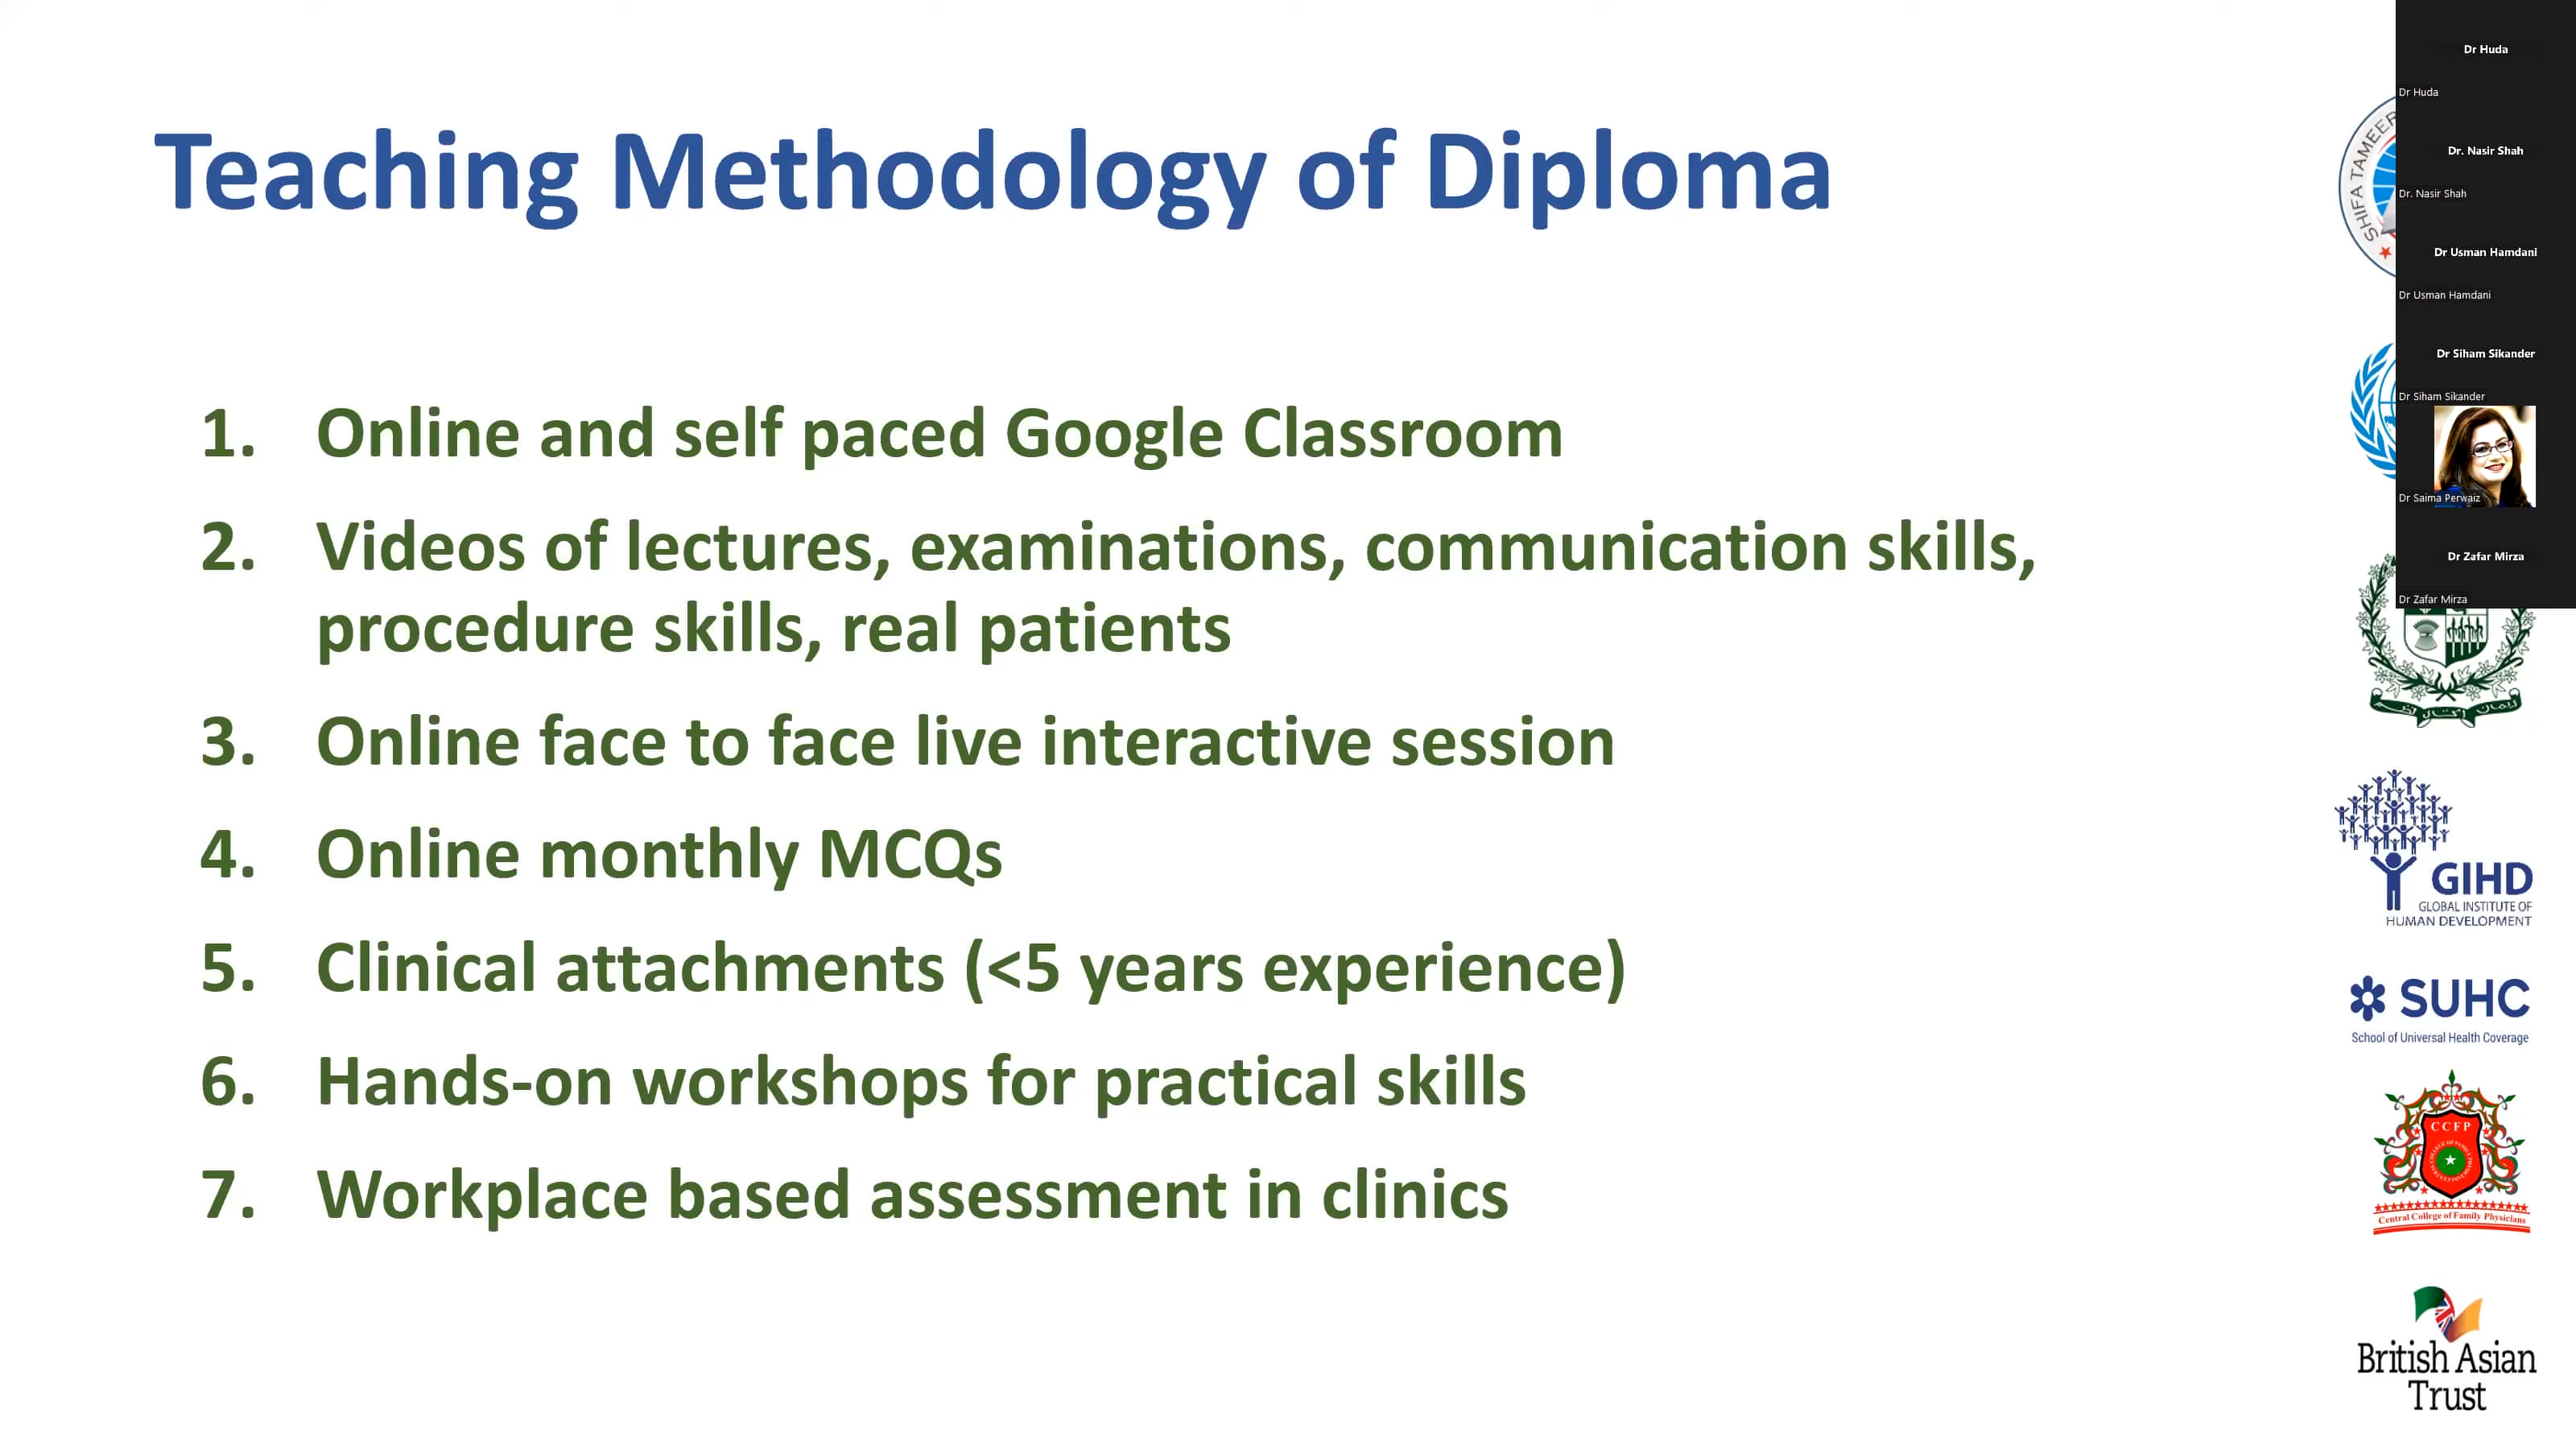 Teaching Methodology of Diploma
1. Online and self paced Google Classroom
2. Videos of lectures, examinations, communication skills,
procedure skills, real patients
3. Online face to face live interactive session
4. Online monthly MCQs
5. Clinical attachments (<5 years experience)
6. Hands-on workshops for practical skills
7. Workplace based assessment in clinics
Dr Huda
Dr Huda
Dr. Nasir Shah
Dr. Nasir Shah
Dr Usman Hamdani
Dr Usman Hamdani
Dr Siham Sikander
Dr Siham Sikander
Dr Saima Perwaiz
Dr Zafar Mirza
Dr Zafar Mirza
SHIFA TAMEER
GIHD
GLOBAL INSTITUTE OF
HUMAN DEVELOPMENT
SUHC
School of Universal Health Coverage
CCFP
Central College of Family Physicians
British Asian
Trust